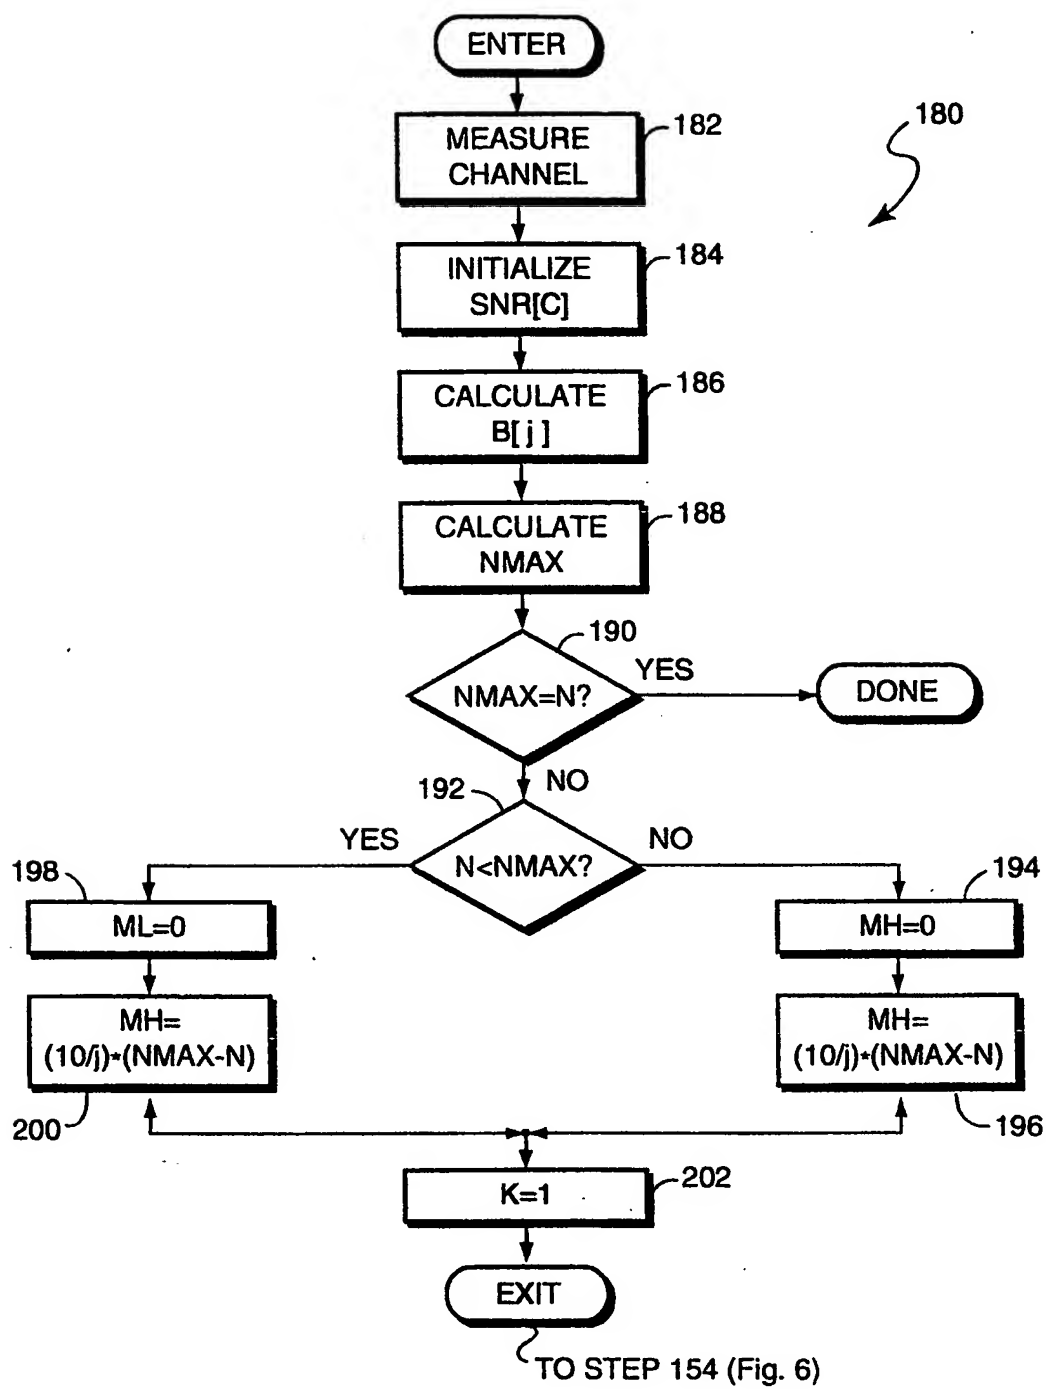 ENTER
MEASURE
CHANNEL
182
180
INITIALIZE
SNR[C]
184
CALCULATE
B[ j ]
186
CALCULATE
NMAX
188
190
NMAX=N?
YES
DONE
NO
192
N<NMAX?
YES
NO
198
ML=0
194
MH=0
MH=
(10/j)*(NMAX-N)
200
MH=
(10/j)*(NMAX-N)
196
K=1
202
EXIT
TO STEP 154 (Fig. 6)